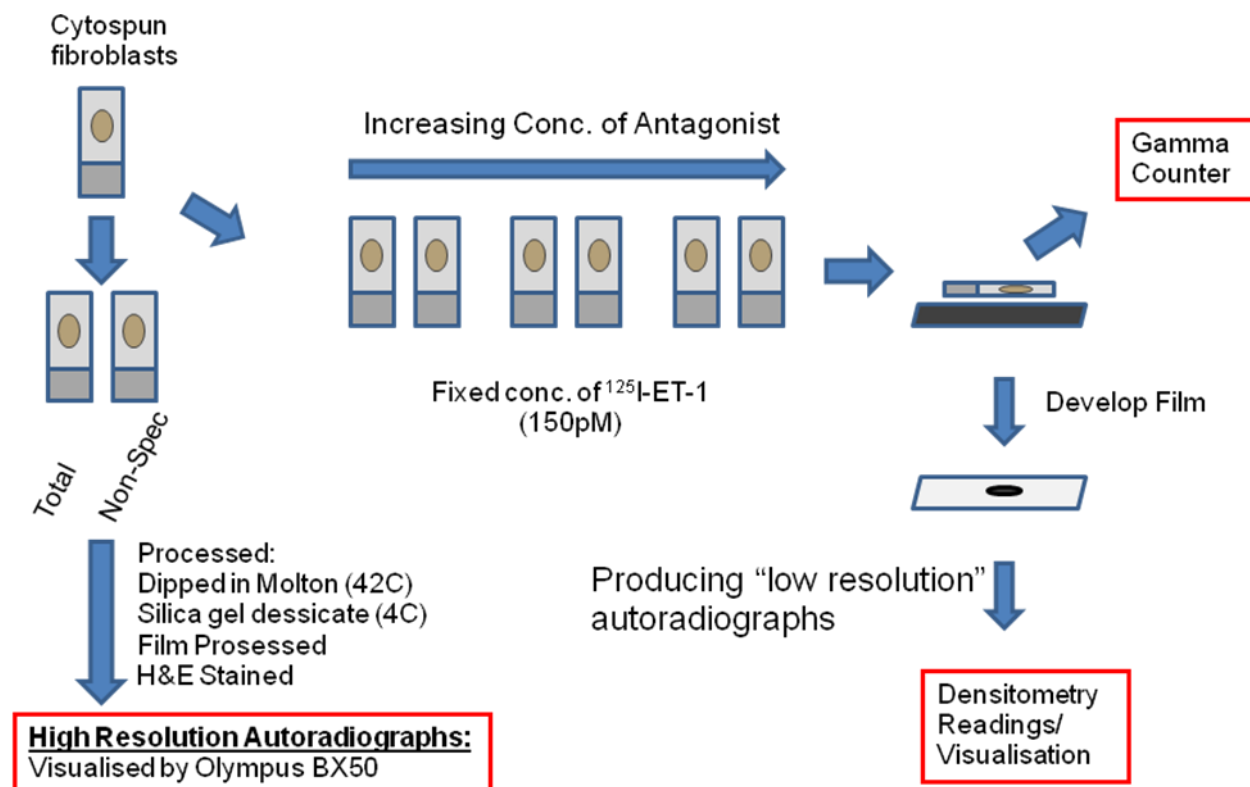 Cytospun
fibroblasts
Increasing Conc. of Antagonist
Gamma
Counter
Fixed conc. of ¹²⁵I-ET-1
(150pM)
Develop Film
Total
Non-Spec
Processed:
Dipped in Molton (42C)
Silica gel dessicate (4C)
Film Prosessed
H&E Stained
Producing “low resolution”
autoradiographs
High Resolution Autoradiographs:
Visualised by Olympus BX50
Densitometry
Readings/
Visualisation